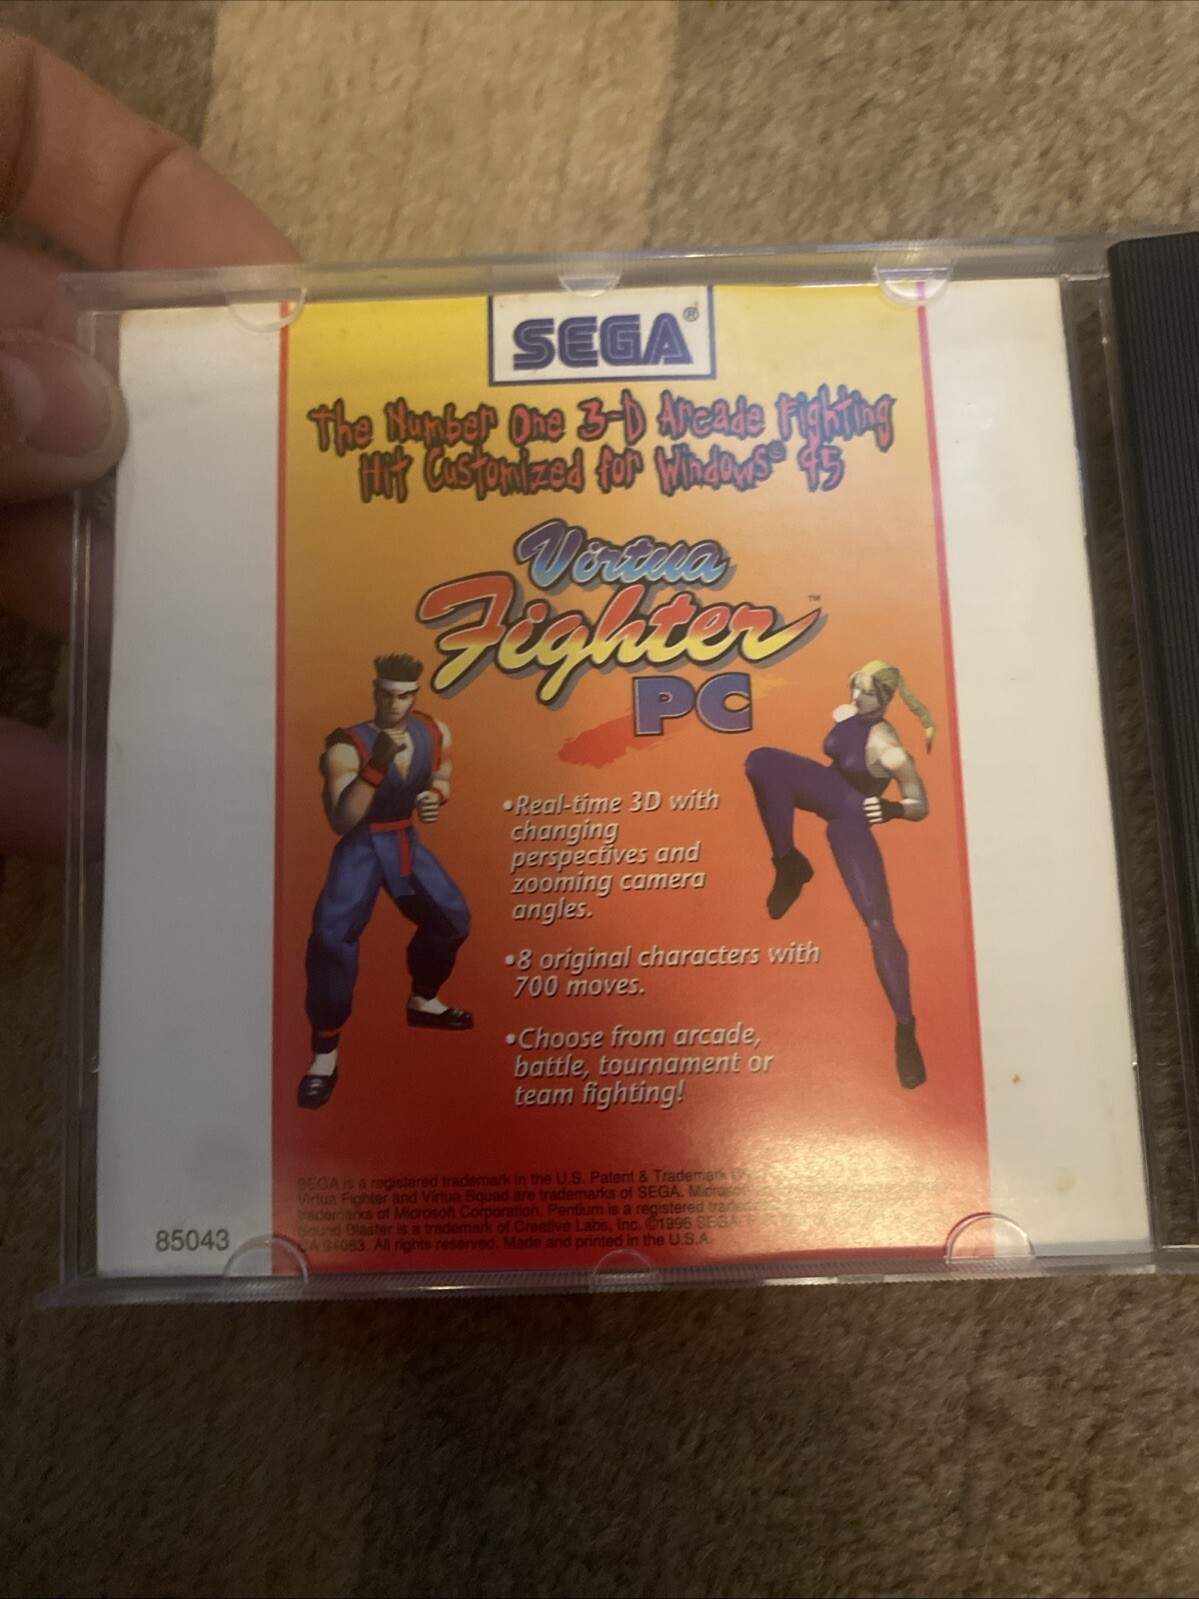 SEGA®
The Number One 3-D Arcade Fighting
Hit Customized for Windows® 95
Virtua
Fighter™
PC
•Real-time 3D with
changing
perspectives and
zooming camera
angles.
•8 original characters with
700 moves.
•Choose from arcade,
battle, tournament or
team fighting!
SEGA is a registered trademark in the U.S. Patent & Trademark
Virtua Fighter and Virtua Squad are trademarks of SEGA.
trademarks of Microsoft Corporation. Pentium is a registered
Sound Blaster is a trademark of Creative Labs, Inc. ©1996 SEGA,
All rights reserved. Made and printed in the U.S.A.
85043